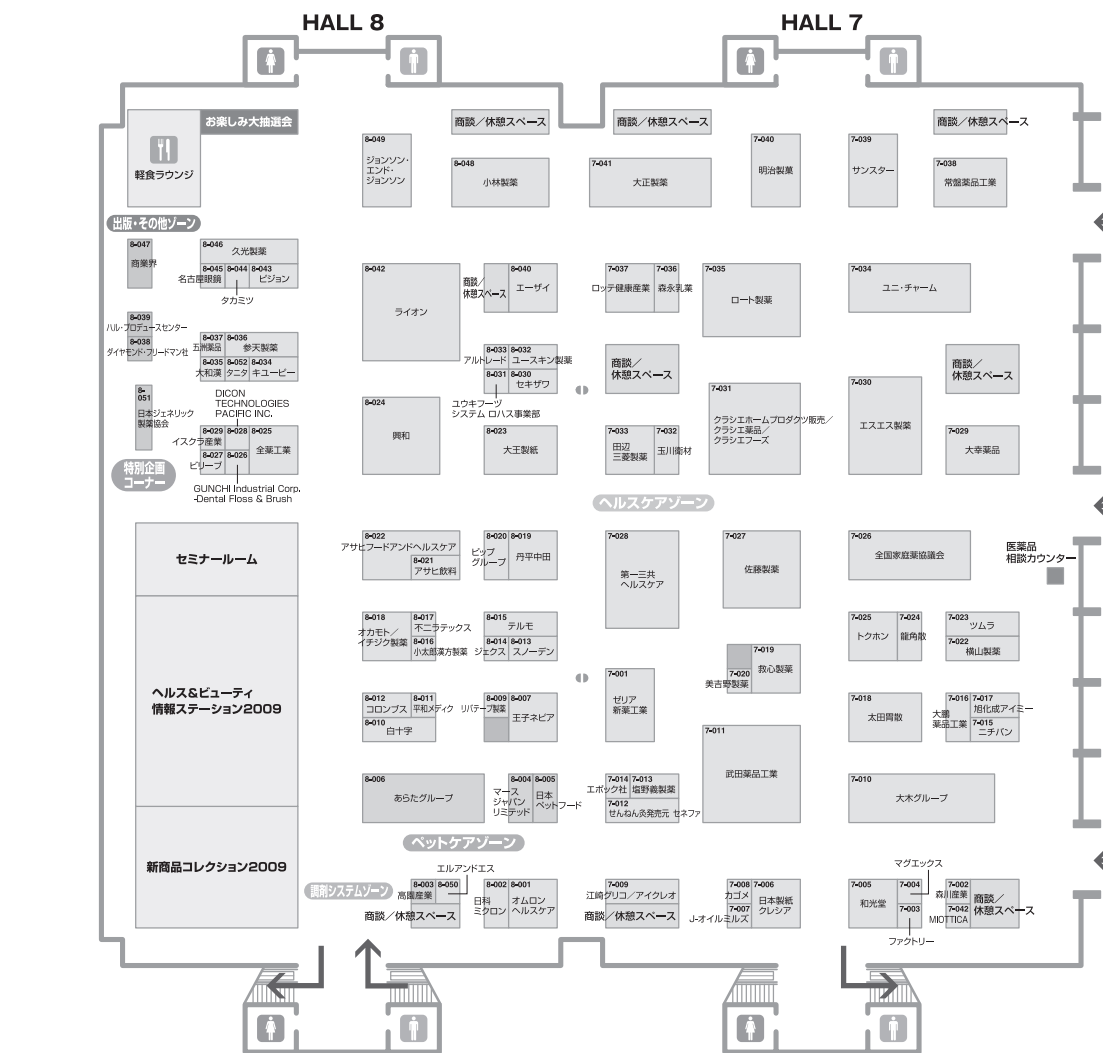 HALL 8
HALL 7
お楽しみ大抽選会
軽食ラウンジ
商談／休憩スペース
商談／休憩スペース
商談／休憩スペース
8-049
ジョンソン・
エンド・
ジョンソン
8-048
小林製薬
7-041
大正製薬
7-040
明治製菓
7-039
サンスター
7-038
常盤薬品工業
出版・その他ゾーン
8-047
商業界
8-046
久光製薬
8-045
名古屋眼鏡
8-044
タカミツ
8-043
ピジョン
8-042
ライオン
商談／
休憩スペース
8-040
エーザイ
7-037
ロッテ健康産業
7-036
森永乳業
7-035
ロート製薬
7-034
ユニ・チャーム
8-039
ハル・プロデュースセンター
8-038
ダイヤモンド・フリードマン社
8-037
五洲薬品
8-036
参天製薬
8-035
大和漢
8-052
タニタ
8-034
キユーピー
8-033
アルトレード
8-032
ユースキン製薬
8-031
8-030
セキザワ
ユウキフーヅ
システム ロハス事業部
商談／
休憩スペース
商談／
休憩スペース
8-
051
日本ジェネリック
製薬協会
DICON
TECHNOLOGIES
PACIFIC INC.
8-029
イスクラ産業
8-028
8-025
全薬工業
8-027
ビリーブ
8-026
GUNCHI Industrial Corp.
-Dental Floss & Brush
特別企画
コーナー
8-024
興和
8-023
大王製紙
7-033
田辺
三菱製薬
7-032
玉川衛材
7-031
クラシエホームプロダクツ販売／
クラシエ薬品／
クラシエフーズ
7-030
エスエス製薬
7-029
大幸薬品
ヘルスケアゾーン
セミナールーム
8-022
アサヒフードアンドヘルスケア
8-021
アサヒ飲料
8-020
ピップ
グループ
8-019
丹平中田
7-028
第一三共
ヘルスケア
7-027
佐藤製薬
7-026
全国家庭薬協議会
医薬品
相談カウンター
8-018
オカモト／
イチジク製薬
8-017
不二ラテックス
8-016
小太郎漢方製薬
8-015
テルモ
8-014
ジェクス
8-013
スノーデン
7-025
トクホン
7-024
龍角散
7-023
ツムラ
7-022
横山製薬
ヘルス＆ビューティ
情報ステーション2009
7-019
救心製薬
7-020
美吉野製薬
7-001
ゼリア
新薬工業
8-012
コロンブス
8-011
平和メディク
8-010
白十字
8-009
リバテープ製薬
8-007
王子ネピア
7-018
太田胃散
7-016
大鵬
薬品工業
7-017
旭化成アイミー
7-015
ニチバン
7-011
武田薬品工業
8-006
あらたグループ
8-004
マース
ジャパン
リミテッド
8-005
日本
ペットフード
7-014
エポック社
7-013
塩野義製薬
7-012
せんねん灸発売元 セネファ
7-010
大木グループ
ペットケアゾーン
新商品コレクション2009
調剤システムゾーン
エルアンドエス
8-003
高園産業
8-050
商談／休憩スペース
8-002
日科
ミクロン
8-001
オムロン
ヘルスケア
7-009
江崎グリコ／アイクレオ
商談／休憩スペース
7-008
カゴメ
7-007
J-オイルミルズ
7-006
日本製紙
クレシア
マグエックス
7-005
和光堂
7-004
7-003
ファクトリー
7-002
森川産業
7-042
MIOTTICA
商談／
休憩スペース